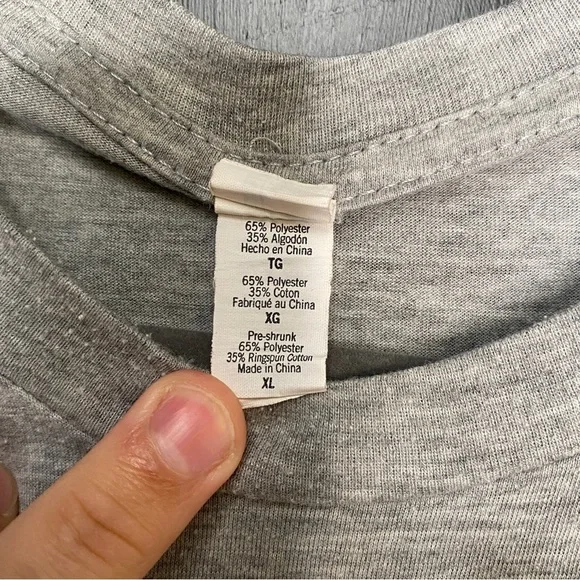 65% Polyester
35% Algodón
Hecho en China
TG
65% Polyester
35% Coton
Fabriqué au China
XG
Pre-shrunk
65% Polyester
35% Ringspun Cotton
Made in China
XL